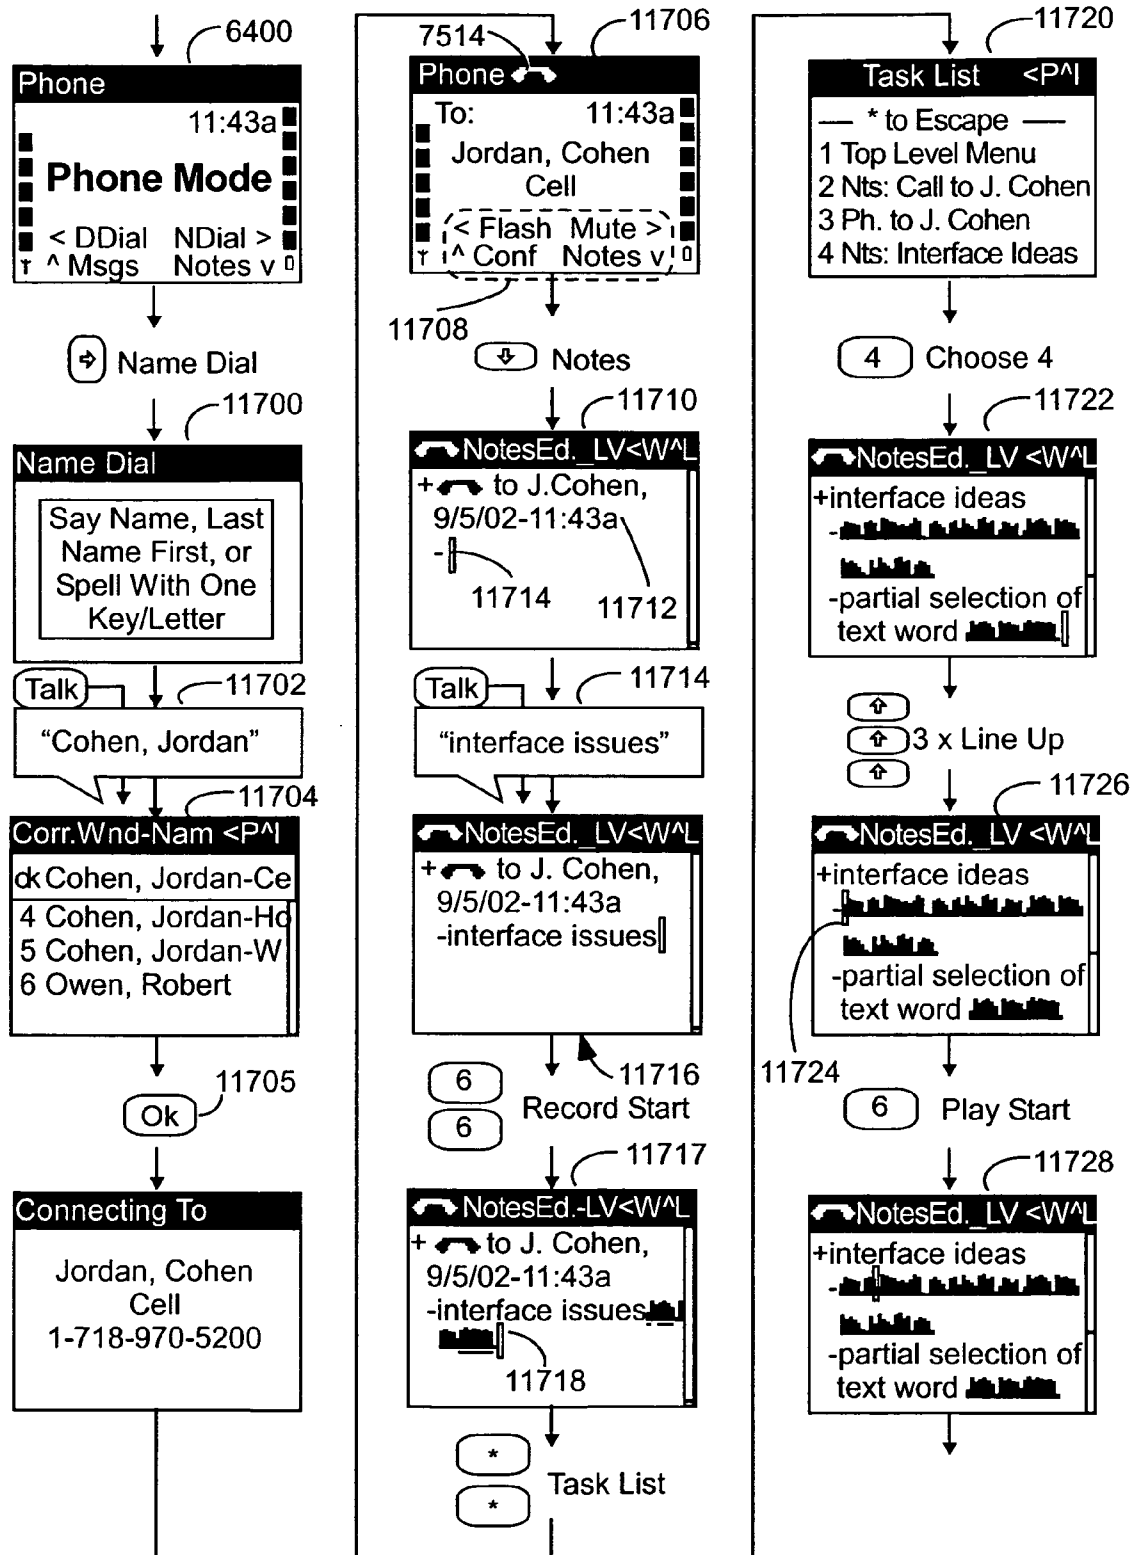 6400
Phone
11:43a
Phone Mode
< DDial NDial >
^ Msgs Notes v
Name Dial
11700
Name Dial
Say Name, Last
Name First, or
Spell With One
Key/Letter
Talk
11702
“Cohen, Jordan”
11704
Corr.Wnd-Nam <P^I
ok Cohen, Jordan-Ce
4 Cohen, Jordan-Ho
5 Cohen, Jordan-W
6 Owen, Robert
11705
Ok
Connecting To
Jordan, Cohen
Cell
1-718-970-5200
7514
11706
Phone
To: 11:43a
Jordan, Cohen
Cell
< Flash Mute >
^ Conf Notes v
11708
Notes
11710
NotesEd._LV<W^L
+ to J.Cohen,
9/5/02-11:43a
-
11714 11712
Talk
11714
“interface issues”
NotesEd._LV<W^L
+ to J. Cohen,
9/5/02-11:43a
-interface issues
11716
6
6
Record Start
11717
NotesEd.-LV<W^L
+ to J. Cohen,
9/5/02-11:43a
-interface issues
11718
*
*
Task List
11720
Task List <P^I
— * to Escape —
1 Top Level Menu
2 Nts: Call to J. Cohen
3 Ph. to J. Cohen
4 Nts: Interface Ideas
4 Choose 4
11722
NotesEd._LV <W^L
+interface ideas
-
-partial selection of
text word
3 x Line Up
11726
NotesEd._LV <W^L
+interface ideas
-
-partial selection of
text word
11724
6 Play Start
11728
NotesEd._LV <W^L
+interface ideas
-
-partial selection of
text word